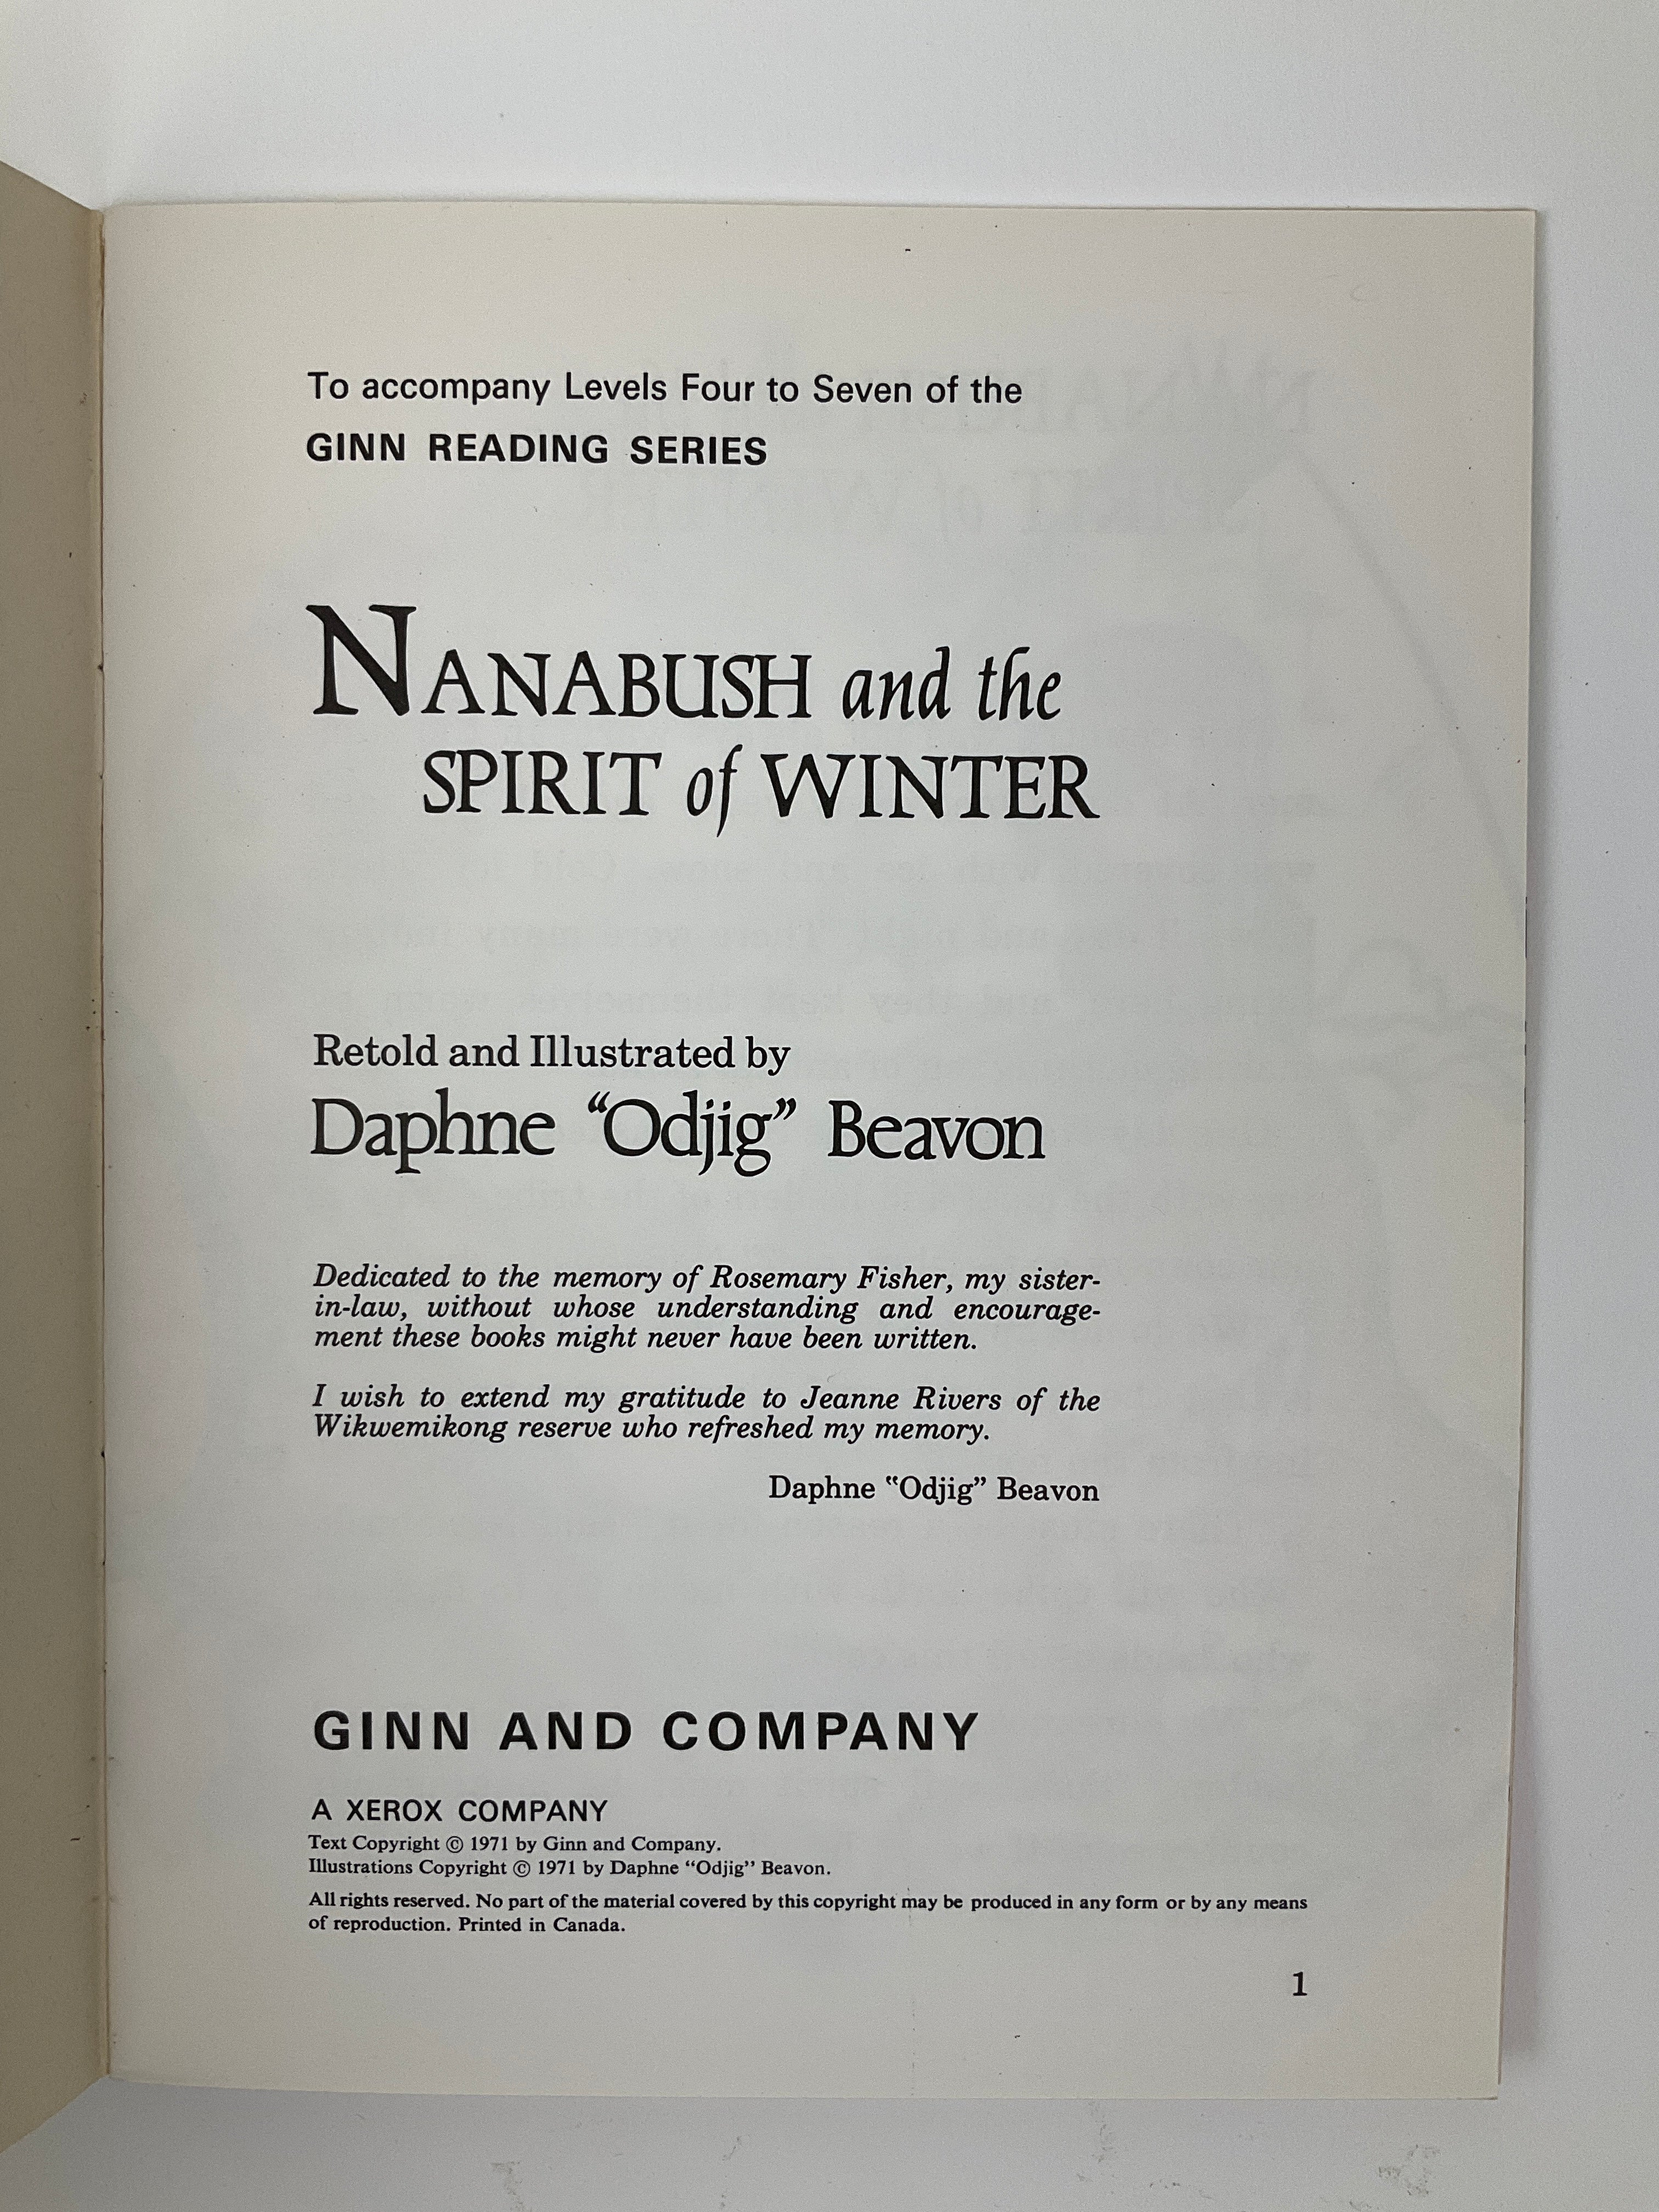 To accompany Levels Four to Seven of the
GINN READING SERIES
NANABUSH and the
SPIRIT of WINTER
Retold and Illustrated by
Daphne “Odjig” Beavon
Dedicated to the memory of Rosemary Fisher, my sister-
in-law, without whose understanding and encourage-
ment these books might never have been written.
I wish to extend my gratitude to Jeanne Rivers of the
Wikwemikong reserve who refreshed my memory.
Daphne “Odjig” Beavon
GINN AND COMPANY
A XEROX COMPANY
Text Copyright © 1971 by Ginn and Company.
Illustrations Copyright © 1971 by Daphne “Odjig” Beavon.
All rights reserved. No part of the material covered by this copyright may be produced in any form or by any means
of reproduction. Printed in Canada.
1